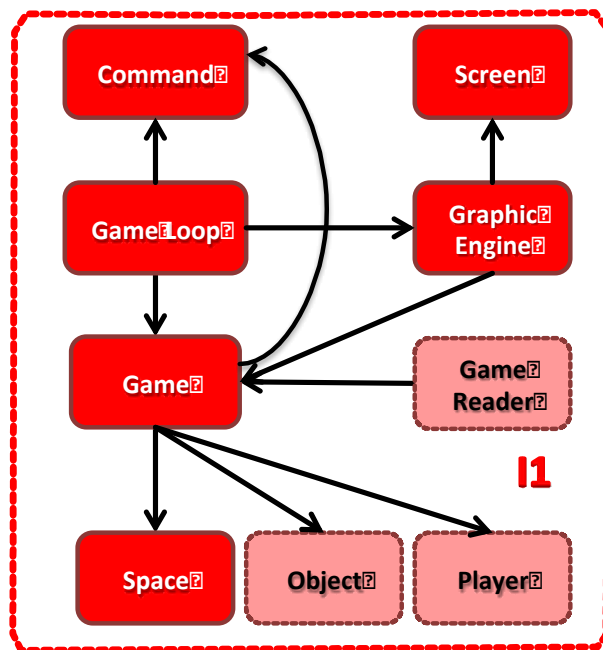 Command
Screen
Game Loop
Graphic
Engine
Game
Game
Reader
I1
Space
Object
Player